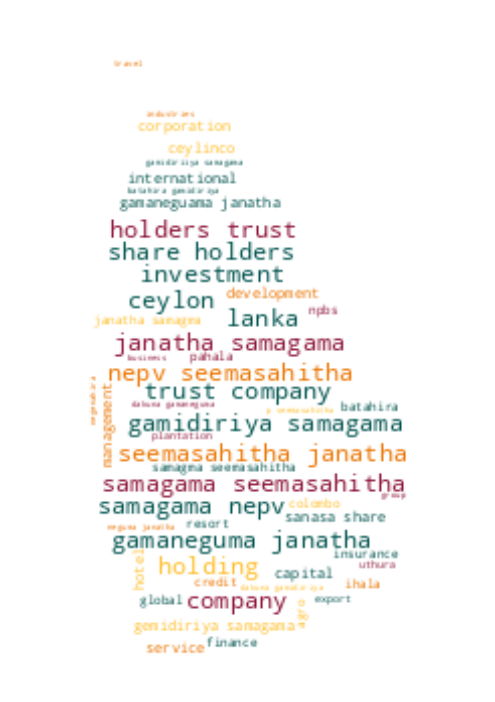 travel
industries
corporation
ceylinco
gamidiriiya samagama
international
batahira gamidiriya
gamaneguama janatha
holders trust
share holders
investment
development
ceylon
npbs
lanka
janatha samagma
janatha samagama
business
pahala
nepv seemasahitha
management
trust company
dakuna gamaneguma
p seemasahitha
batahira
gamidiriya samagama
plantation
seemasahitha janatha
samagma seemasahitha
samagama seemasahitha
group
samagama nepv
colombo
sanasa share
neguma janatha
resort
gamaneguma janatha
insurance
hotel
holding
uthura
capital
credit
ihala
dakuna gamidiriya
global
company
export
agro
gemidiriya samagama
service
finance